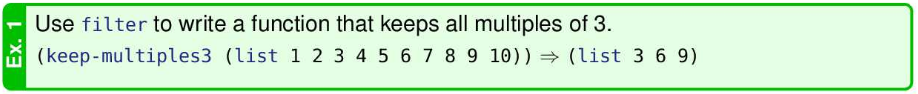 Ex. 1
Use filter to write a function that keeps all multiples of 3.
(keep-multiples3 (list 1 2 3 4 5 6 7 8 9 10)) ⇒ (list 3 6 9)